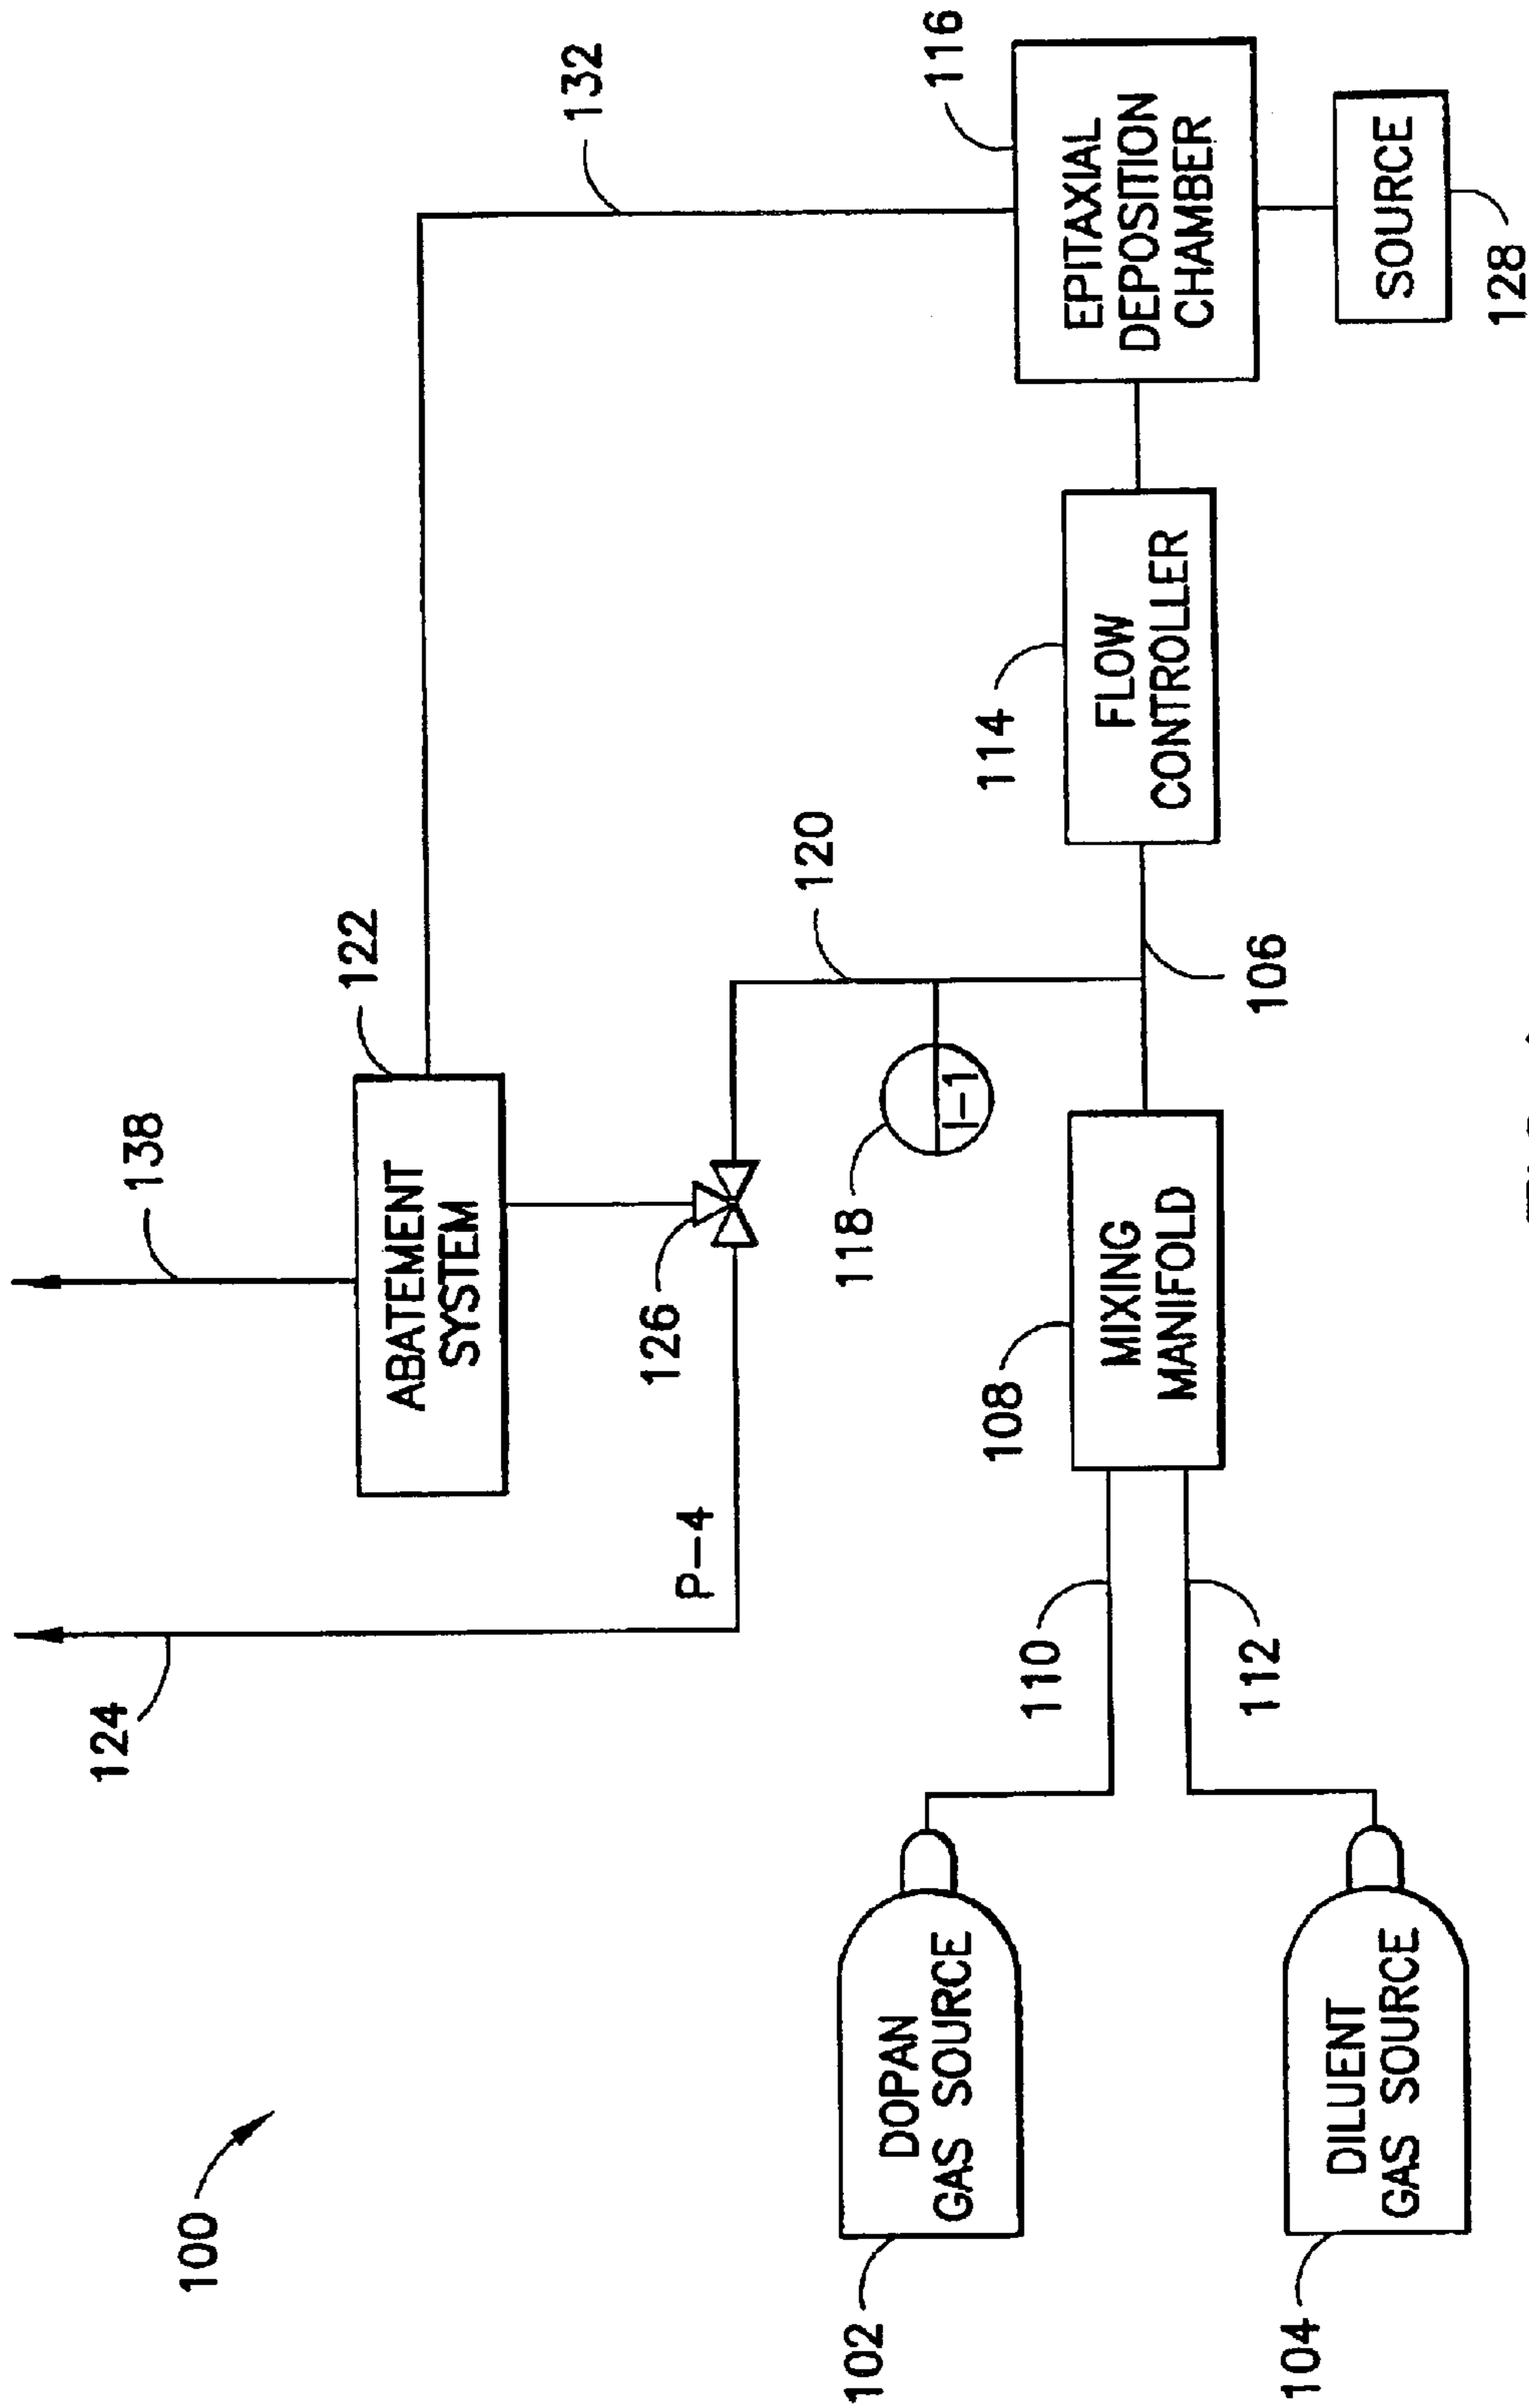 100
124
138
122
132
ABATEMENT
SYSTEM
P-4
126
118
I-1
120
114
116
102
DOPAN
GAS SOURCE
110
108
MIXING
MANIFOLD
FLOW
CONTROLLER
EPITAXIAL
DEPOSITION
CHAMBER
106
104
DILUENT
GAS SOURCE
112
SOURCE
128